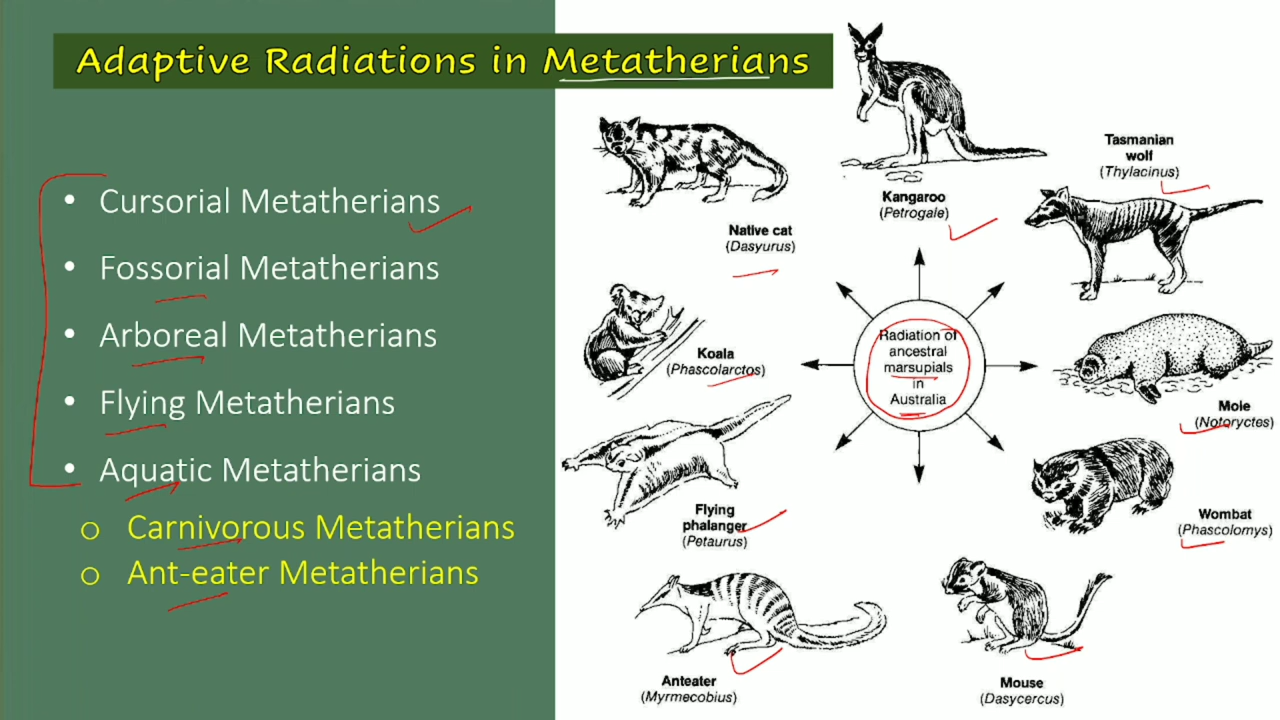 Adaptive Radiations in Metatherians
• Cursorial Metatherians
• Fossorial Metatherians
• Arboreal Metatherians
• Flying Metatherians
• Aquatic Metatherians
o Carnivorous Metatherians
o Ant-eater Metatherians
Kangaroo
(Petrogale)
Tasmanian
wolf
(Thylacinus)
Native cat
(Dasyurus)
Koala
(Phascolarctos)
Radiation of
ancestral
marsupials
in
Australia
Mole
(Notoryctes)
Flying
phalanger
(Petaurus)
Wombat
(Phascolomys)
Anteater
(Myrmecobius)
Mouse
(Dasycercus)